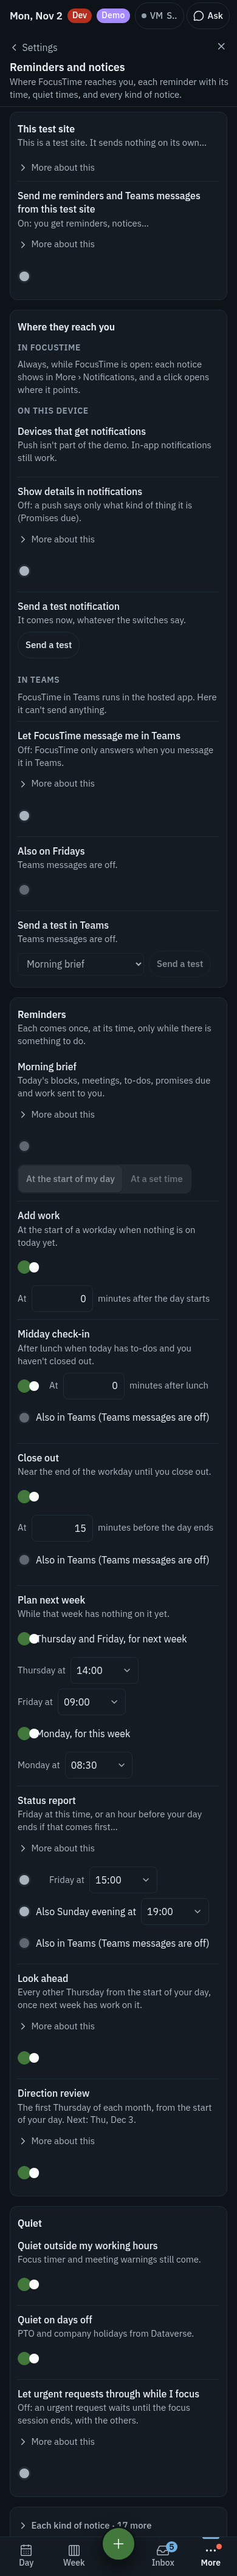 Mon, Nov 2 Dev Demo VM S.. Ask
Settings
Reminders and notices
Where FocusTime reaches you, each reminder with its
time, quiet times, and every kind of notice.
This test site
This is a test site. It sends nothing on its own...
More about this
Send me reminders and Teams messages
from this test site
On: you get reminders, notices...
More about this
Where they reach you
IN FOCUSTIME
Always, while FocusTime is open: each notice
shows in More › Notifications, and a click opens
where it points.
ON THIS DEVICE
Devices that get notifications
Push isn't part of the demo. In-app notifications
still work.
Show details in notifications
Off: a push says only what kind of thing it is
(Promises due).
More about this
Send a test notification
It comes now, whatever the switches say.
Send a test
IN TEAMS
FocusTime in Teams runs in the hosted app. Here
it can't send anything.
Let FocusTime message me in Teams
Off: FocusTime only answers when you message
it in Teams.
More about this
Also on Fridays
Teams messages are off.
Send a test in Teams
Teams messages are off.
Morning brief Send a test
Reminders
Each comes once, at its time, only while there is
something to do.
Morning brief
Today's blocks, meetings, to-dos, promises due
and work sent to you.
More about this
At the start of my day At a set time
Add work
At the start of a workday when nothing is on
today yet.
At 0 minutes after the day starts
Midday check-in
After lunch when today has to-dos and you
haven't closed out.
At 0 minutes after lunch
Also in Teams (Teams messages are off)
Close out
Near the end of the workday until you close out.
At 15 minutes before the day ends
Also in Teams (Teams messages are off)
Plan next week
While that week has nothing on it yet.
Thursday and Friday, for next week
Thursday at 14:00
Friday at 09:00
Monday, for this week
Monday at 08:30
Status report
Friday at this time, or an hour before your day
ends if that comes first...
More about this
Friday at 15:00
Also Sunday evening at 19:00
Also in Teams (Teams messages are off)
Look ahead
Every other Thursday from the start of your day,
once next week has work on it.
More about this
Direction review
The first Thursday of each month, from the start
of your day. Next: Thu, Dec 3.
More about this
Quiet
Quiet outside my working hours
Focus timer and meeting warnings still come.
Quiet on days off
PTO and company holidays from Dataverse.
Let urgent requests through while I focus
Off: an urgent request waits until the focus
session ends, with the others.
More about this
Each kind of notice · 17 more
Day Week Inbox 5 More